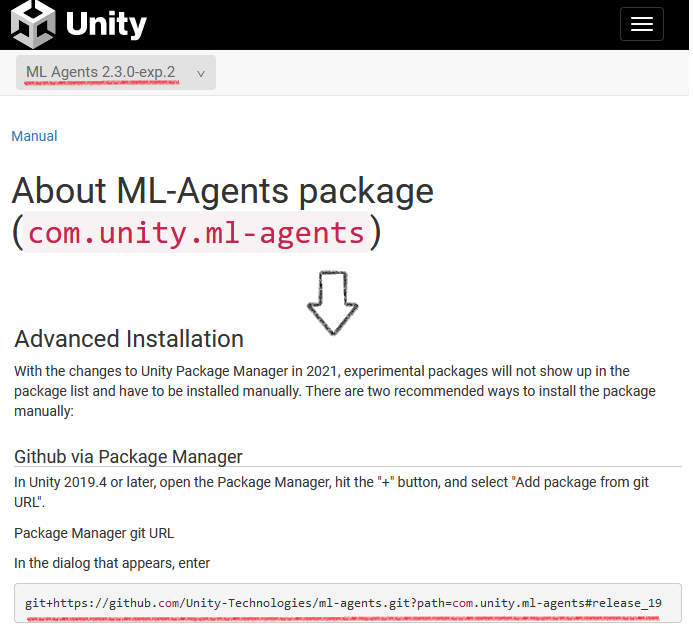 Unity
ML Agents 2.3.0-exp.2
Manual
About ML-Agents package
(com.unity.ml-agents)
Advanced Installation
With the changes to Unity Package Manager in 2021, experimental packages will not show up in the
package list and have to be installed manually. There are two recommended ways to install the package
manually:
Github via Package Manager
In Unity 2019.4 or later, open the Package Manager, hit the "+" button, and select "Add package from git
URL".
Package Manager git URL
In the dialog that appears, enter
git+https://github.com/Unity-Technologies/ml-agents.git?path=com.unity.ml-agents#release_19